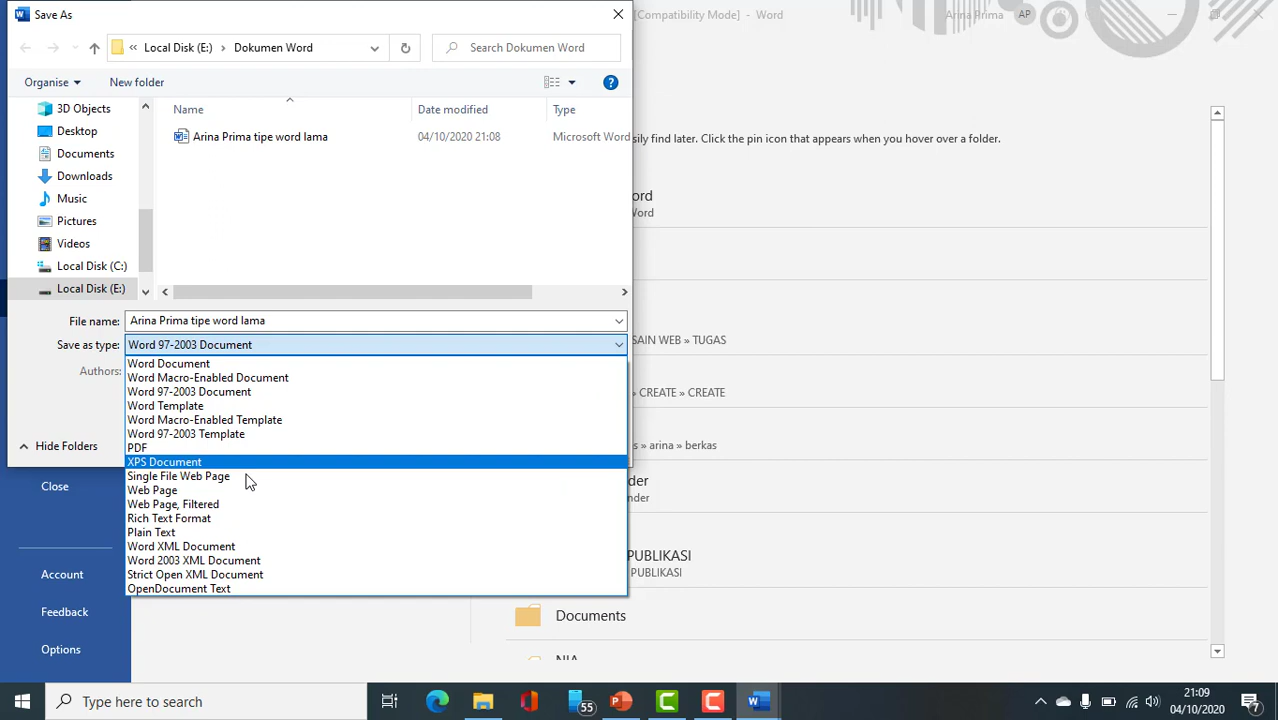 Save As
[Compatibility Mode] - Word
Arina Prima
AP
Local Disk (E:)
Dokumen Word
Search Dokumen Word
Organise
New folder
3D Objects
Desktop
Documents
Downloads
Music
Pictures
Videos
Local Disk (C:)
Local Disk (E:)
Name
Date modified
Type
Arina Prima tipe word lama
04/10/2020 21:08
Microsoft Word
File name:
Arina Prima tipe word lama
Save as type:
Word 97-2003 Document
Authors:
Hide Folders
Word Document
Word Macro-Enabled Document
Word 97-2003 Document
Word Template
Word Macro-Enabled Template
Word 97-2003 Template
PDF
XPS Document
Single File Web Page
Web Page
Web Page, Filtered
Rich Text Format
Plain Text
Word XML Document
Word 2003 XML Document
Strict Open XML Document
OpenDocument Text
Close
Account
Feedback
Options
sily find later. Click the pin icon that appears when you hover over a folder.
ord
Word
SAIN WEB » TUGAS
» CREATE » CREATE
s » arina » berkas
der
nder
PUBLIKASI
PUBLIKASI
Documents
Type here to search
55
21:09
04/10/2020
7